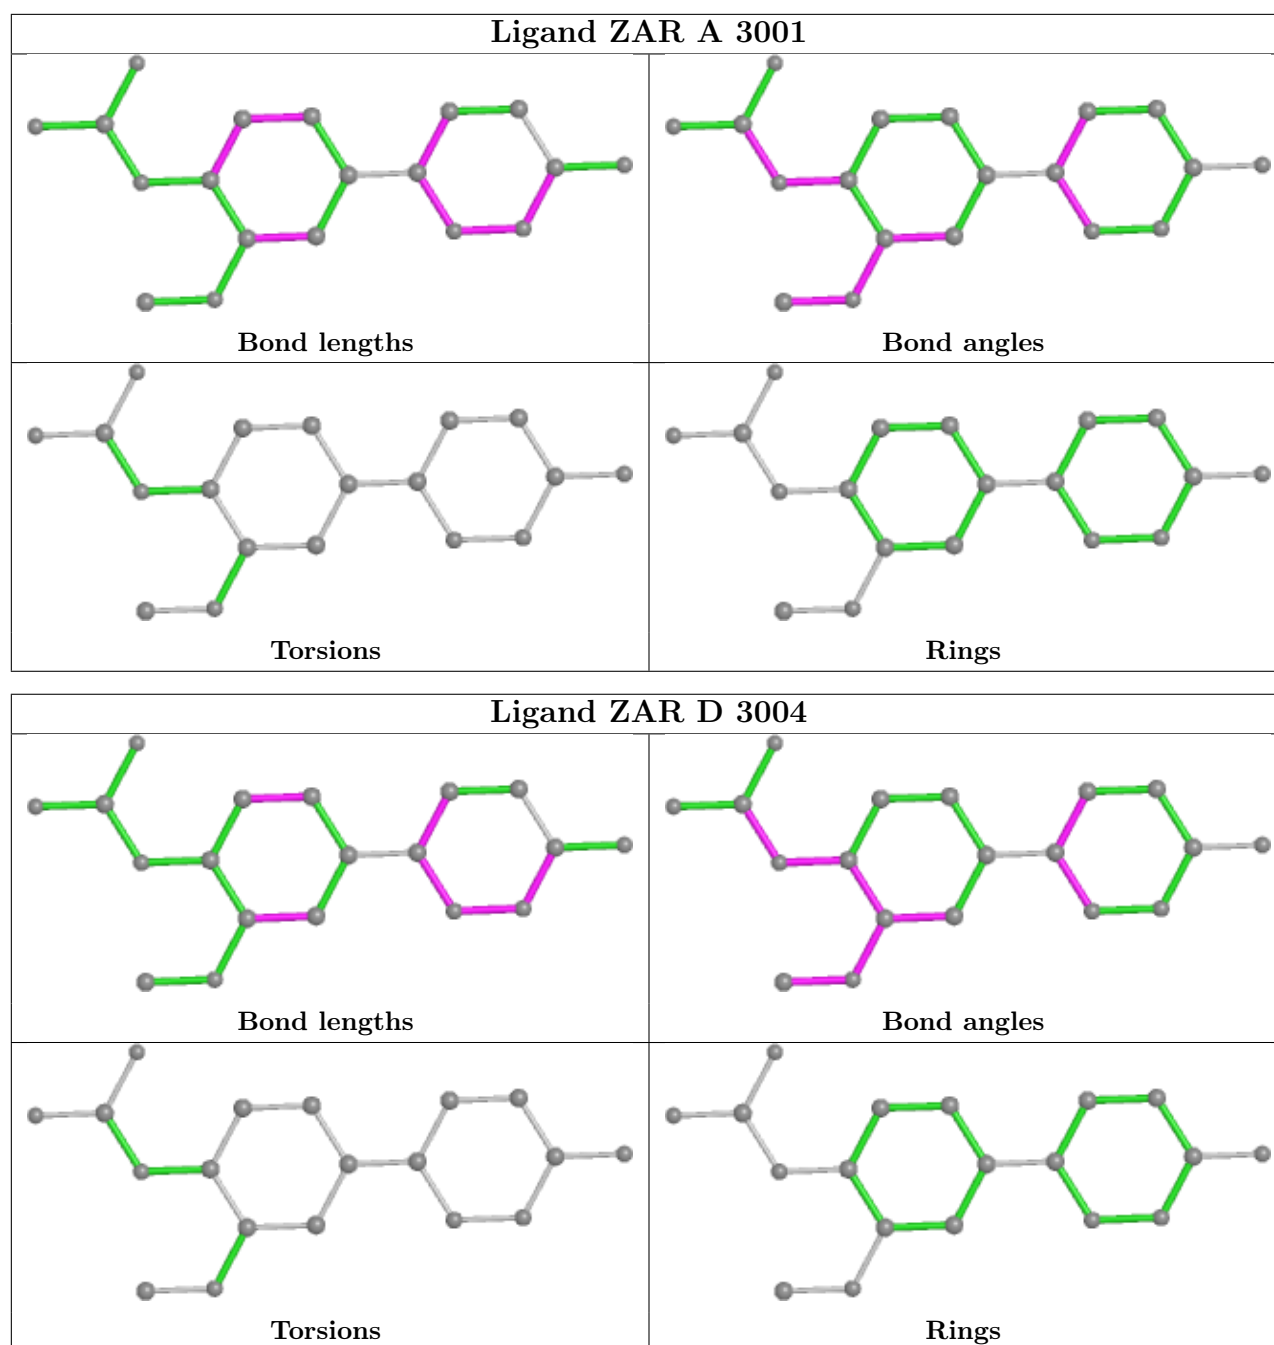 Ligand ZAR A 3001
Bond lengths
Bond angles
Torsions
Rings
Ligand ZAR D 3004
Bond lengths
Bond angles
Torsions
Rings